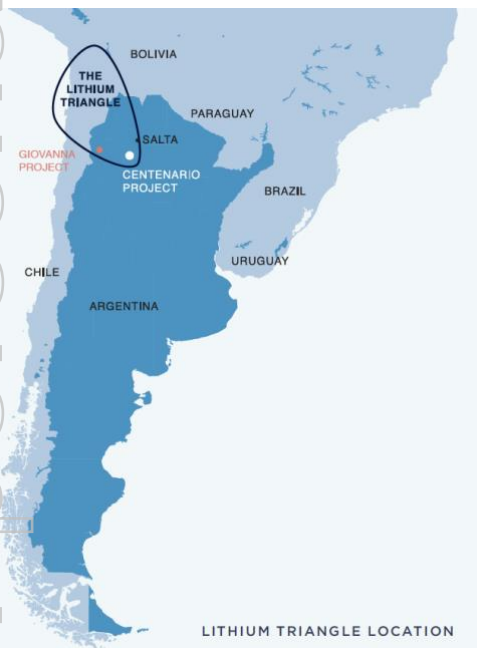 BOLIVIA
THE
LITHIUM
TRIANGLE
PARAGUAY
SALTA
GIOVANNA
PROJECT
CENTENARIO
PROJECT
BRAZIL
URUGUAY
CHILE
ARGENTINA
LITHIUM TRIANGLE LOCATION